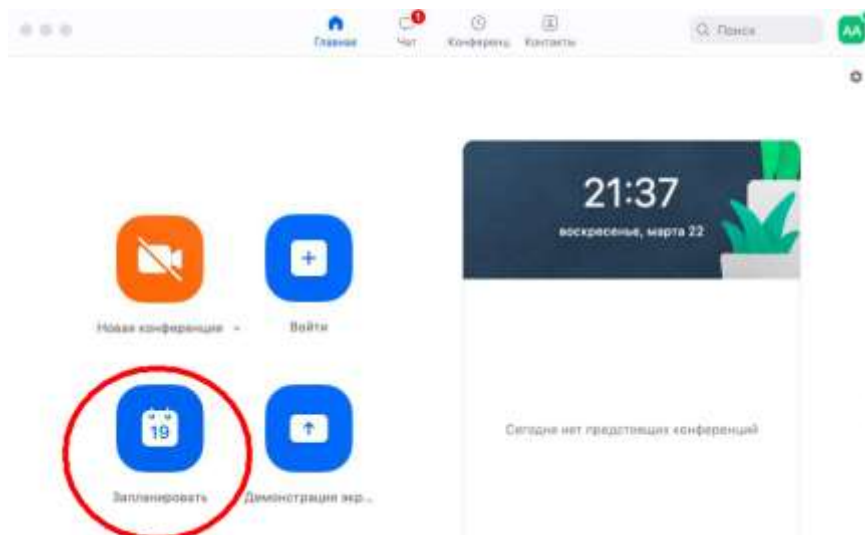 1
AA
Главная
Чат
Конференц
Контакты
Поиск
21:37
воскресенье, марта 22
Новая конференция
Войти
19
Сегодня нет предстоящих конференций
Запланировать
Демонстрация экр...